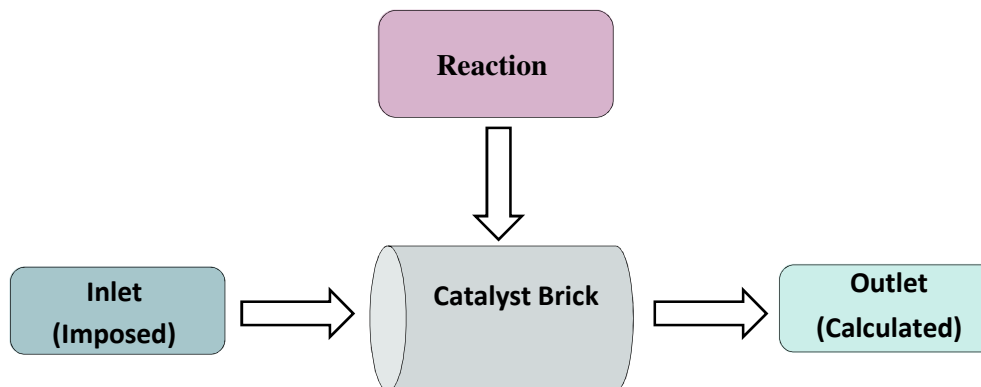 Reaction
Inlet
(Imposed)
Catalyst Brick
Outlet
(Calculated)